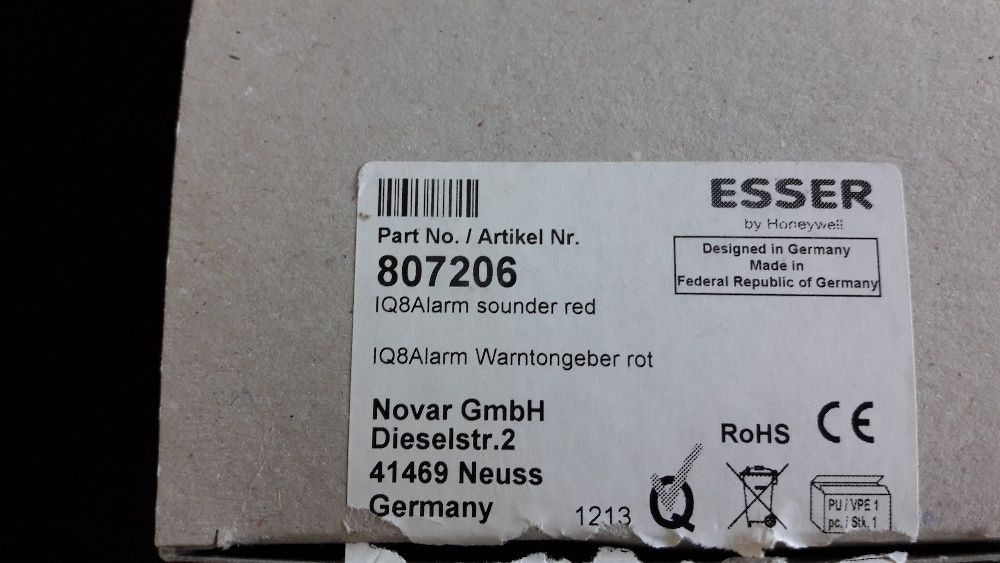 ESSER
by Honeywell
Part No. / Artikel Nr.
807206
IQ8Alarm sounder red
Designed in Germany
Made in
Federal Republic of Germany
IQ8Alarm Warntongeber rot
Novar GmbH
Dieselstr.2
41469 Neuss
Germany
1213
Q
RoHS
CE
PU / VPE 1
pc. / Stk. 1